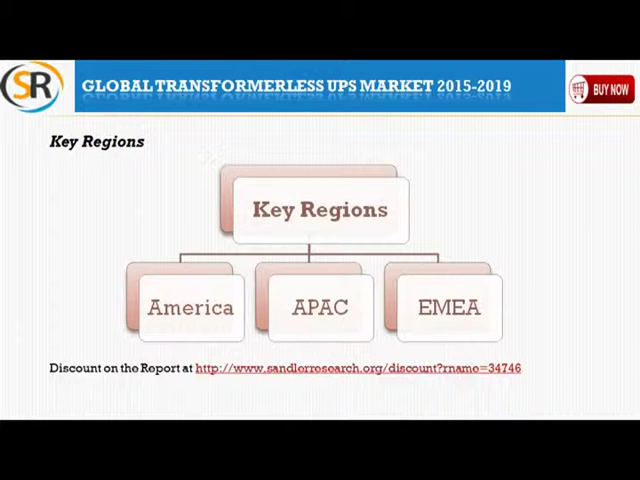 SR
GLOBAL TRANSFORMERLESS UPS MARKET 2015-2019
BUY NOW
Key Regions
Key Regions
America
APAC
EMEA
Discount on the Report at http://www.sandlerresearch.org/discount?rname=34746